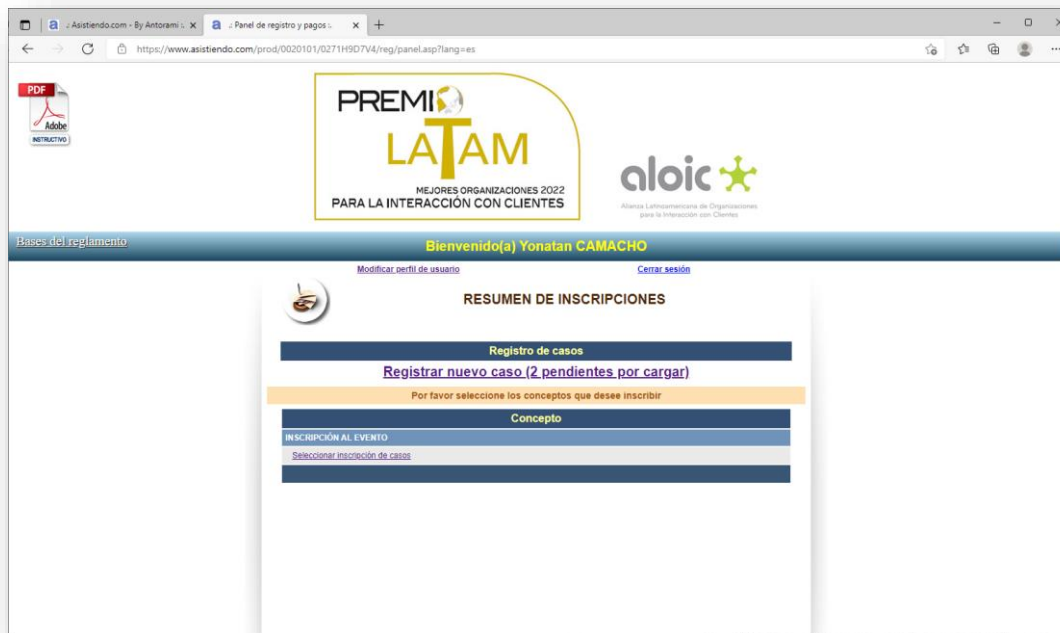 .: Asistiendo.com - By Antorami :.
.: Panel de registro y pagos :.
https://www.asistiendo.com/prod/0020101/0271H9D7V4/reg/panel.asp?lang=es
PDF
Adobe
INSTRUCTIVO
PREMIO
LATAM
MEJORES ORGANIZACIONES 2022
PARA LA INTERACCIÓN CON CLIENTES
aloic
Alianza Latinoamericana de Organizaciones
para la Interacción con Clientes
Bases del reglamento
Bienvenido(a) Yonatan CAMACHO
Modificar perfil de usuario
Cerrar sesión
RESUMEN DE INSCRIPCIONES
Registro de casos
Registrar nuevo caso (2 pendientes por cargar)
Por favor seleccione los conceptos que desee inscribir
Concepto
INSCRIPCIÓN AL EVENTO
Seleccionar inscripción de casos